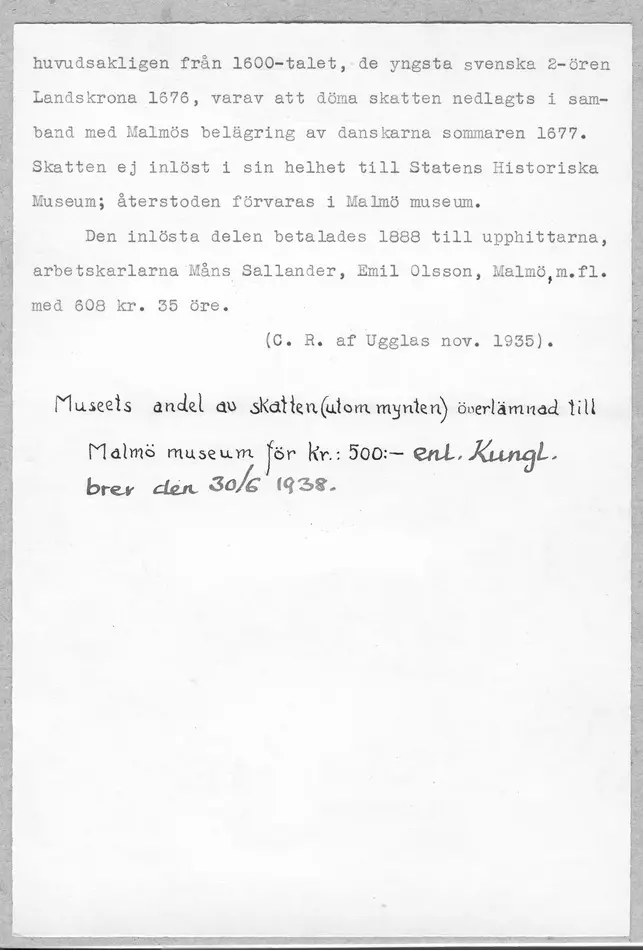 huvudsakligen från 1600-talet, de yngsta svenska 2-ören
Landskrona 1676, varav att döma skatten nedlagts i sam-
band med Malmös belägring av danskarna sommaren 1677.
Skatten ej inlöst i sin helhet till Statens Historiska
Museum; återstoden förvaras i Malmö museum.
Den inlösta delen betalades 1888 till upphittarna,
arbetskarlarna Måns Sallander, Emil Olsson, Malmö,m.fl.
med 608 kr. 35 öre.
(C. R. af Ugglas nov. 1935).
Museets andel av skatten(utom mynten) överlämnad till
Malmö museum för kr.: 500:- enl. Kungl.
brev den 30/6 1938.